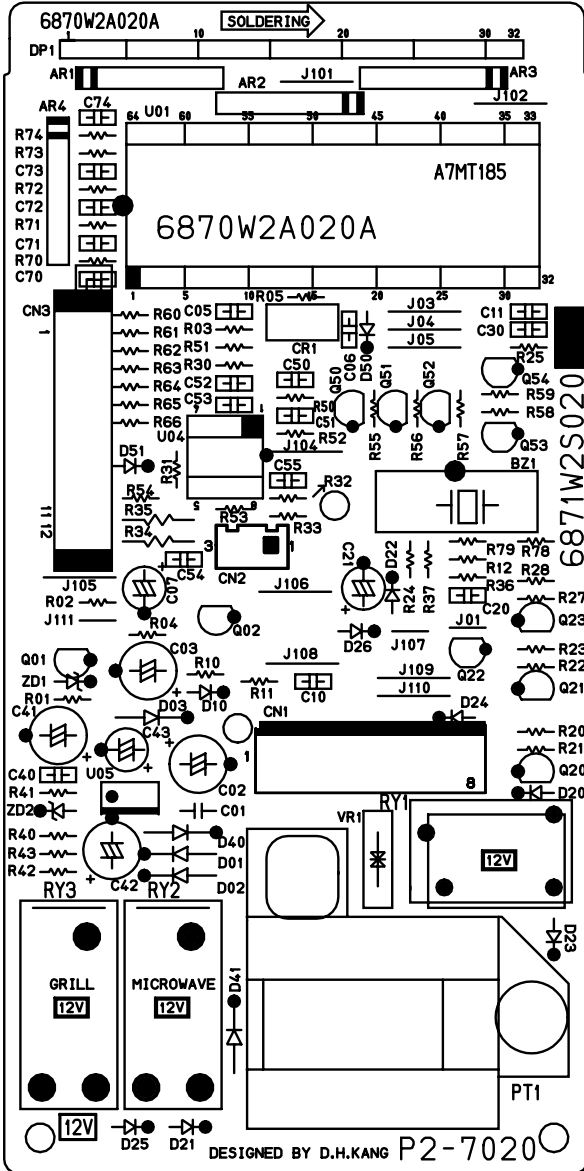 6870W2A020A SOLDERING
DP1 1 10 20 30 32
AR1 AR2 J101 AR3
J102
AR4 C74 U01 64 60 55 50 45 40 35 33
R74
R73
C73
R72
C72
R71
C71
R70
C70
A7MT185
6870W2A020A
1 5 10 15 20 25 30 32
CN3
1
11 12
R60 C05 R05 J03 C11
R61 R03 J04 C30
R62 R51 CR1 C06 D50 J05 R25
R63 R30 C50 Q50 Q51 Q52 Q54
R64 C52 R50 R59
R65 C53 C51 R58
R66 U04 R52 R55 R56 R57 Q53
J104
D51 R31 C55 R32 BZ1
R54 5 8
R35 R53 R33
R34 3 1
C54 CN2
6871W2S020
C21 D22 R79 R78
R12 R28
R24 R37 R36
J105 C07 J106 C20 R27
R02
J111 R04 Q02 D26 J107 J01 Q23
Q01 C03 R10 J108 Q22 R23
ZD1 R11 C10 J109 R22
R01 D03 D10 J110 Q21
C41 C43 CN1 D24
1 8
R20
R21
C40 U05 C02 Q20
R41 D20
ZD2 C01 VR1 RY1
R40 D40 12V
R43 D01
R42 C42 D02
RY3 RY2
D23
GRILL MICROWAVE D41
12V 12V
PT1
12V
D25 D21 DESIGNED BY D.H.KANG P2-7020